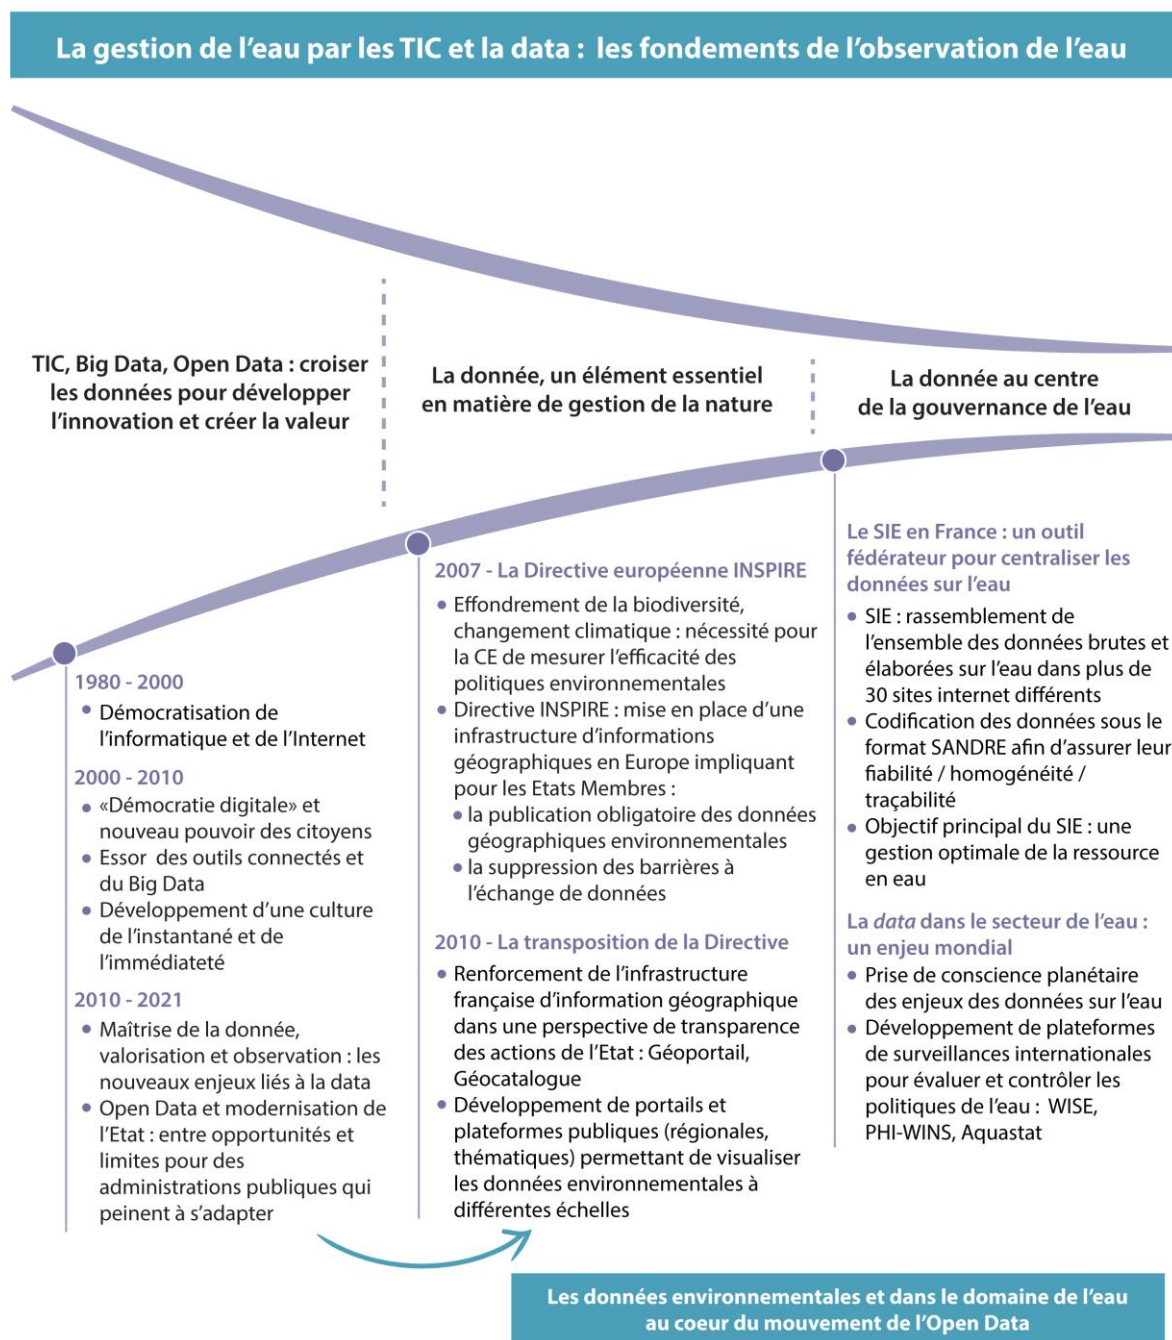 La gestion de l’eau par les TIC et la data : les fondements de l’observation de l’eau
TIC, Big Data, Open Data : croiser
les données pour développer
l’innovation et créer la valeur
La donnée, un élément essentiel
en matière de gestion de la nature
La donnée au centre
de la gouvernance de l’eau
1980 - 2000
• Démocratisation de
l’informatique et de l’Internet
2000 - 2010
• «Démocratie digitale» et
nouveau pouvoir des citoyens
• Essor des outils connectés et
du Big Data
• Développement d’une culture
de l’instantané et de
l’immédiateté
2010 - 2021
• Maîtrise de la donnée,
valorisation et observation : les
nouveaux enjeux liés à la data
• Open Data et modernisation de
l’Etat : entre opportunités et
limites pour des
administrations publiques qui
peinent à s’adapter
2007 - La Directive européenne INSPIRE
• Effondrement de la biodiversité,
changement climatique : nécessité pour
la CE de mesurer l’efficacité des
politiques environnementales
• Directive INSPIRE : mise en place d’une
infrastructure d’informations
géographiques en Europe impliquant
pour les Etats Membres :
• la publication obligatoire des données
géographiques environnementales
• la suppression des barrières à
l’échange de données
2010 - La transposition de la Directive
• Renforcement de l’infrastructure
française d’information géographique
dans une perspective de transparence
des actions de l’Etat : Géoportail,
Géocatalogue
• Développement de portails et
plateformes publiques (régionales,
thématiques) permettant de visualiser
les données environnementales à
différentes échelles
Le SIE en France : un outil
fédérateur pour centraliser les
données sur l’eau
• SIE : rassemblement de
l’ensemble des données brutes et
élaborées sur l’eau dans plus de
30 sites internet différents
• Codification des données sous le
format SANDRE afin d’assurer leur
fiabilité / homogénéité /
traçabilité
• Objectif principal du SIE : une
gestion optimale de la ressource
en eau
La data dans le secteur de l’eau :
un enjeu mondial
• Prise de conscience planétaire
des enjeux des données sur l’eau
• Développement de plateformes
de surveillances internationales
pour évaluer et contrôler les
politiques de l’eau : WISE,
PHI-WINS, Aquastat
Les données environnementales et dans le domaine de l’eau
au coeur du mouvement de l’Open Data